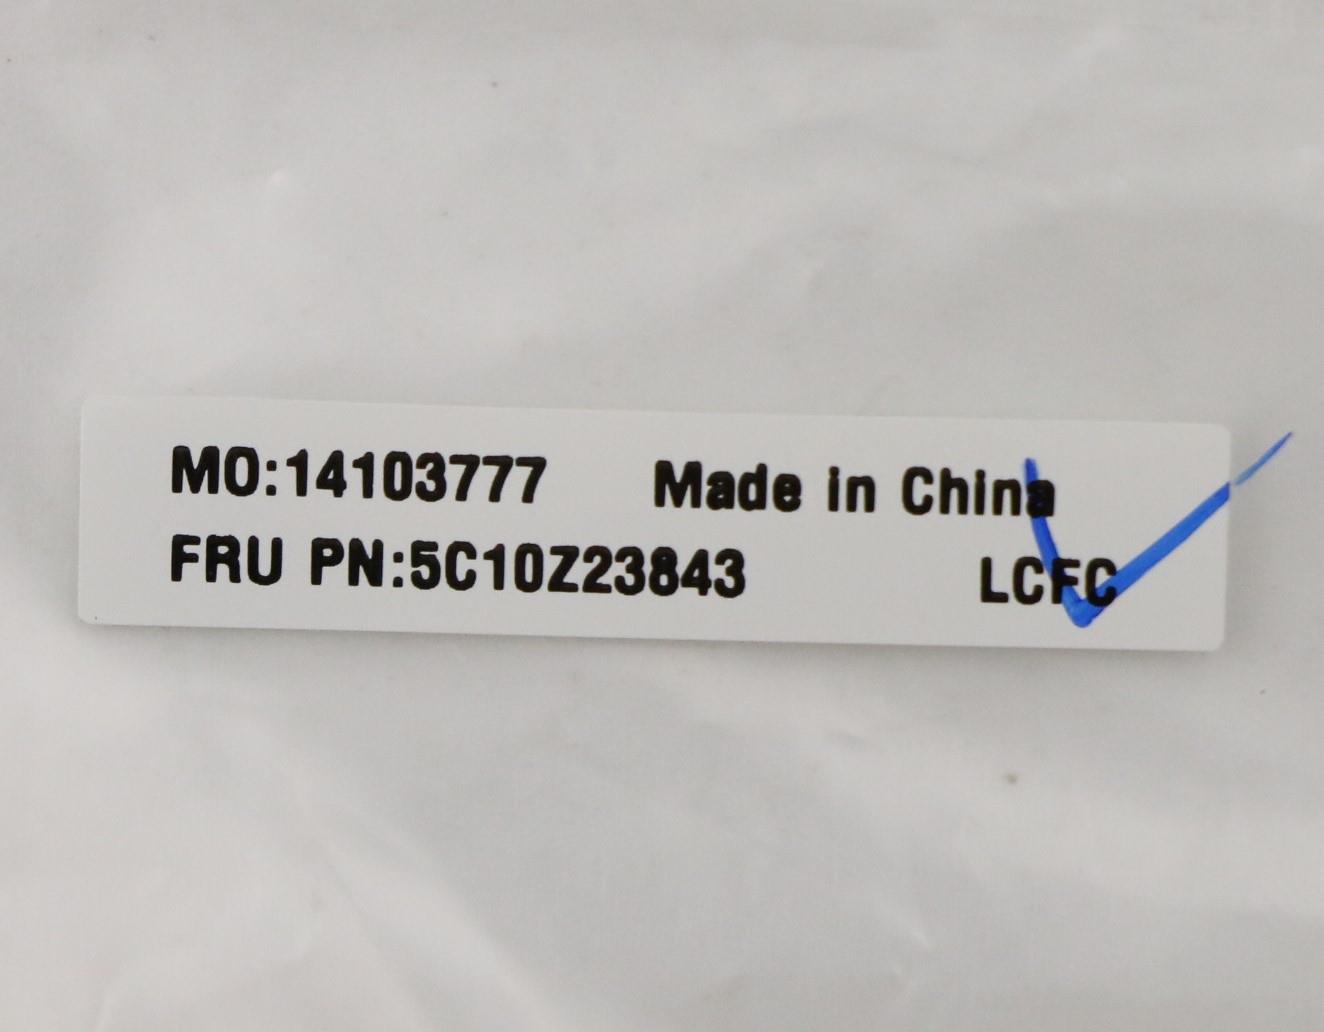 MO:14103777 Made in China
FRU PN:5C10Z23843 LCFC